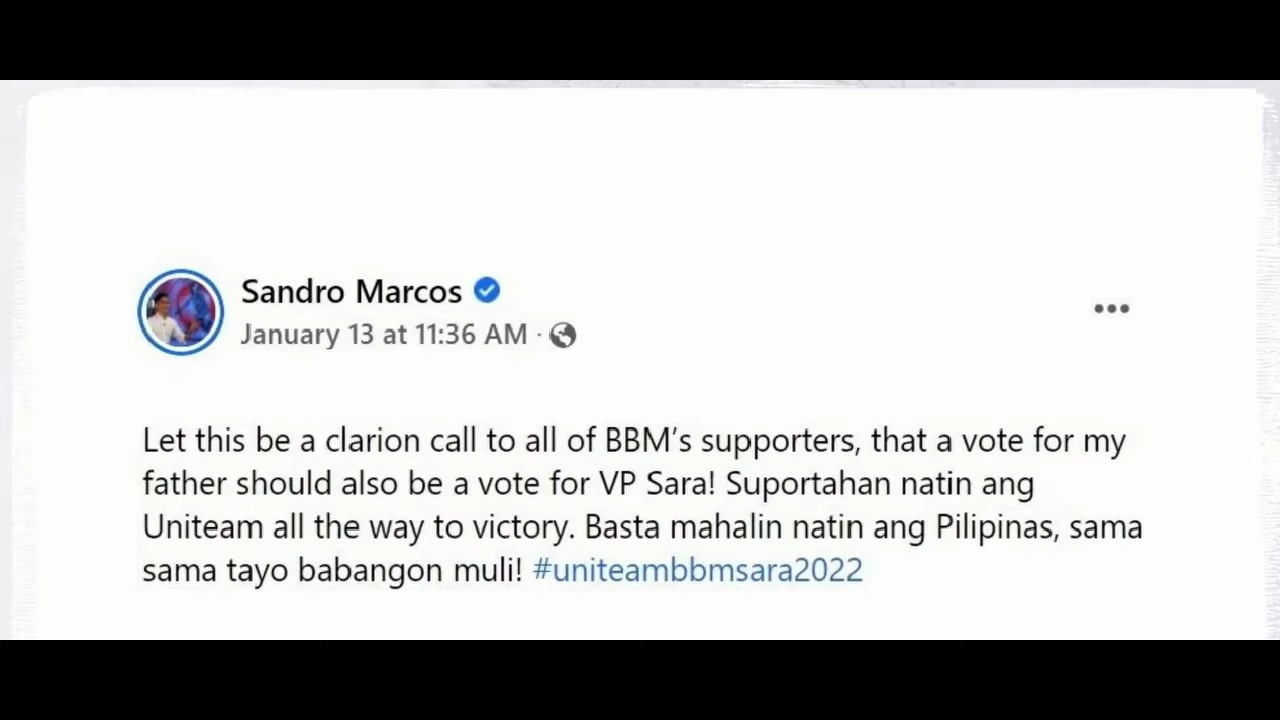 Sandro Marcos
January 13 at 11:36 AM ·
Let this be a clarion call to all of BBM's supporters, that a vote for my
father should also be a vote for VP Sara! Suportahan natin ang
Uniteam all the way to victory. Basta mahalin natin ang Pilipinas, sama
sama tayo babangon muli! #uniteambbmsara2022